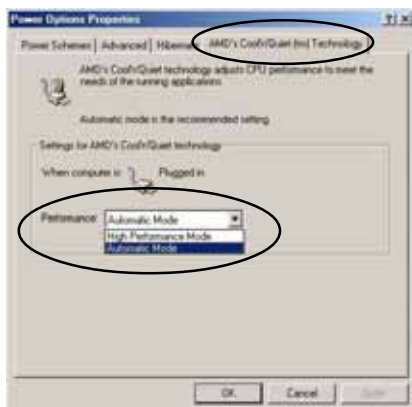 Power Options Properties
Power Schemes Advanced Hibernate AMD's Cool'n'Quiet (tm) Technology
AMD's Cool'n'Quiet technology adjusts CPU performance to meet the
needs of the running applications.
Automatic mode is the recommended setting.
Settings for AMD's Cool'n'Quiet technology
When computer is: Plugged in
Performance: Automatic Mode
High Performance Mode
Automatic Mode
OK Cancel Apply